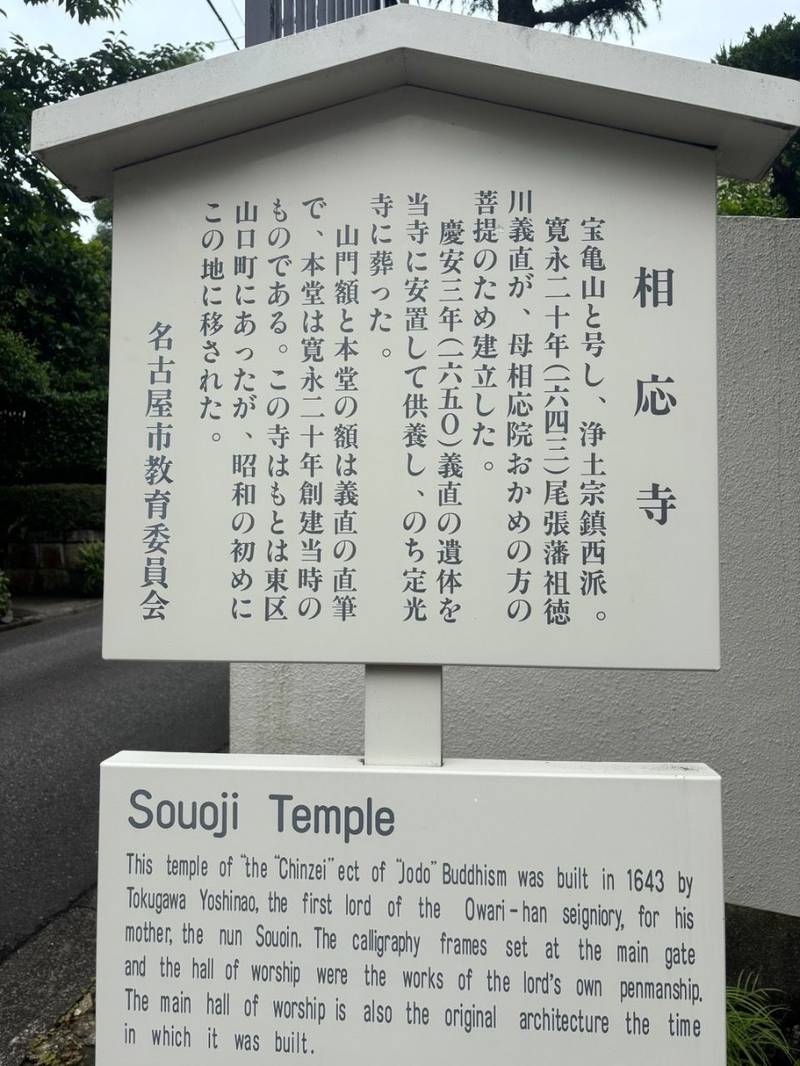 相応寺
宝亀山と号し、浄土宗鎮西派。
寛永二十年(一六四三)尾張藩祖徳
川義直が、母相応院おかめの方の
菩提のため建立した。
慶安三年(一六五〇)義直の遺体を
当寺に安置して供養し、のち定光
寺に葬った。
山門額と本堂の額は義直の直筆
で、本堂は寛永二十年創建当時の
ものである。この寺はもとは東区
山口町にあったが、昭和の初めに
この地に移された。
名古屋市教育委員会
Souoji Temple
This temple of “the “Chinzei” ect of “Jodo” Buddhism was built in 1643 by
Tokugawa Yoshinao, the first lord of the Owari-han seigniory, for his
mother, the nun Souoin. The calligraphy frames set at the main gate
and the hall of worship were the works of the lord's own penmanship.
The main hall of worship is also the original architecture the time
in which it was built.